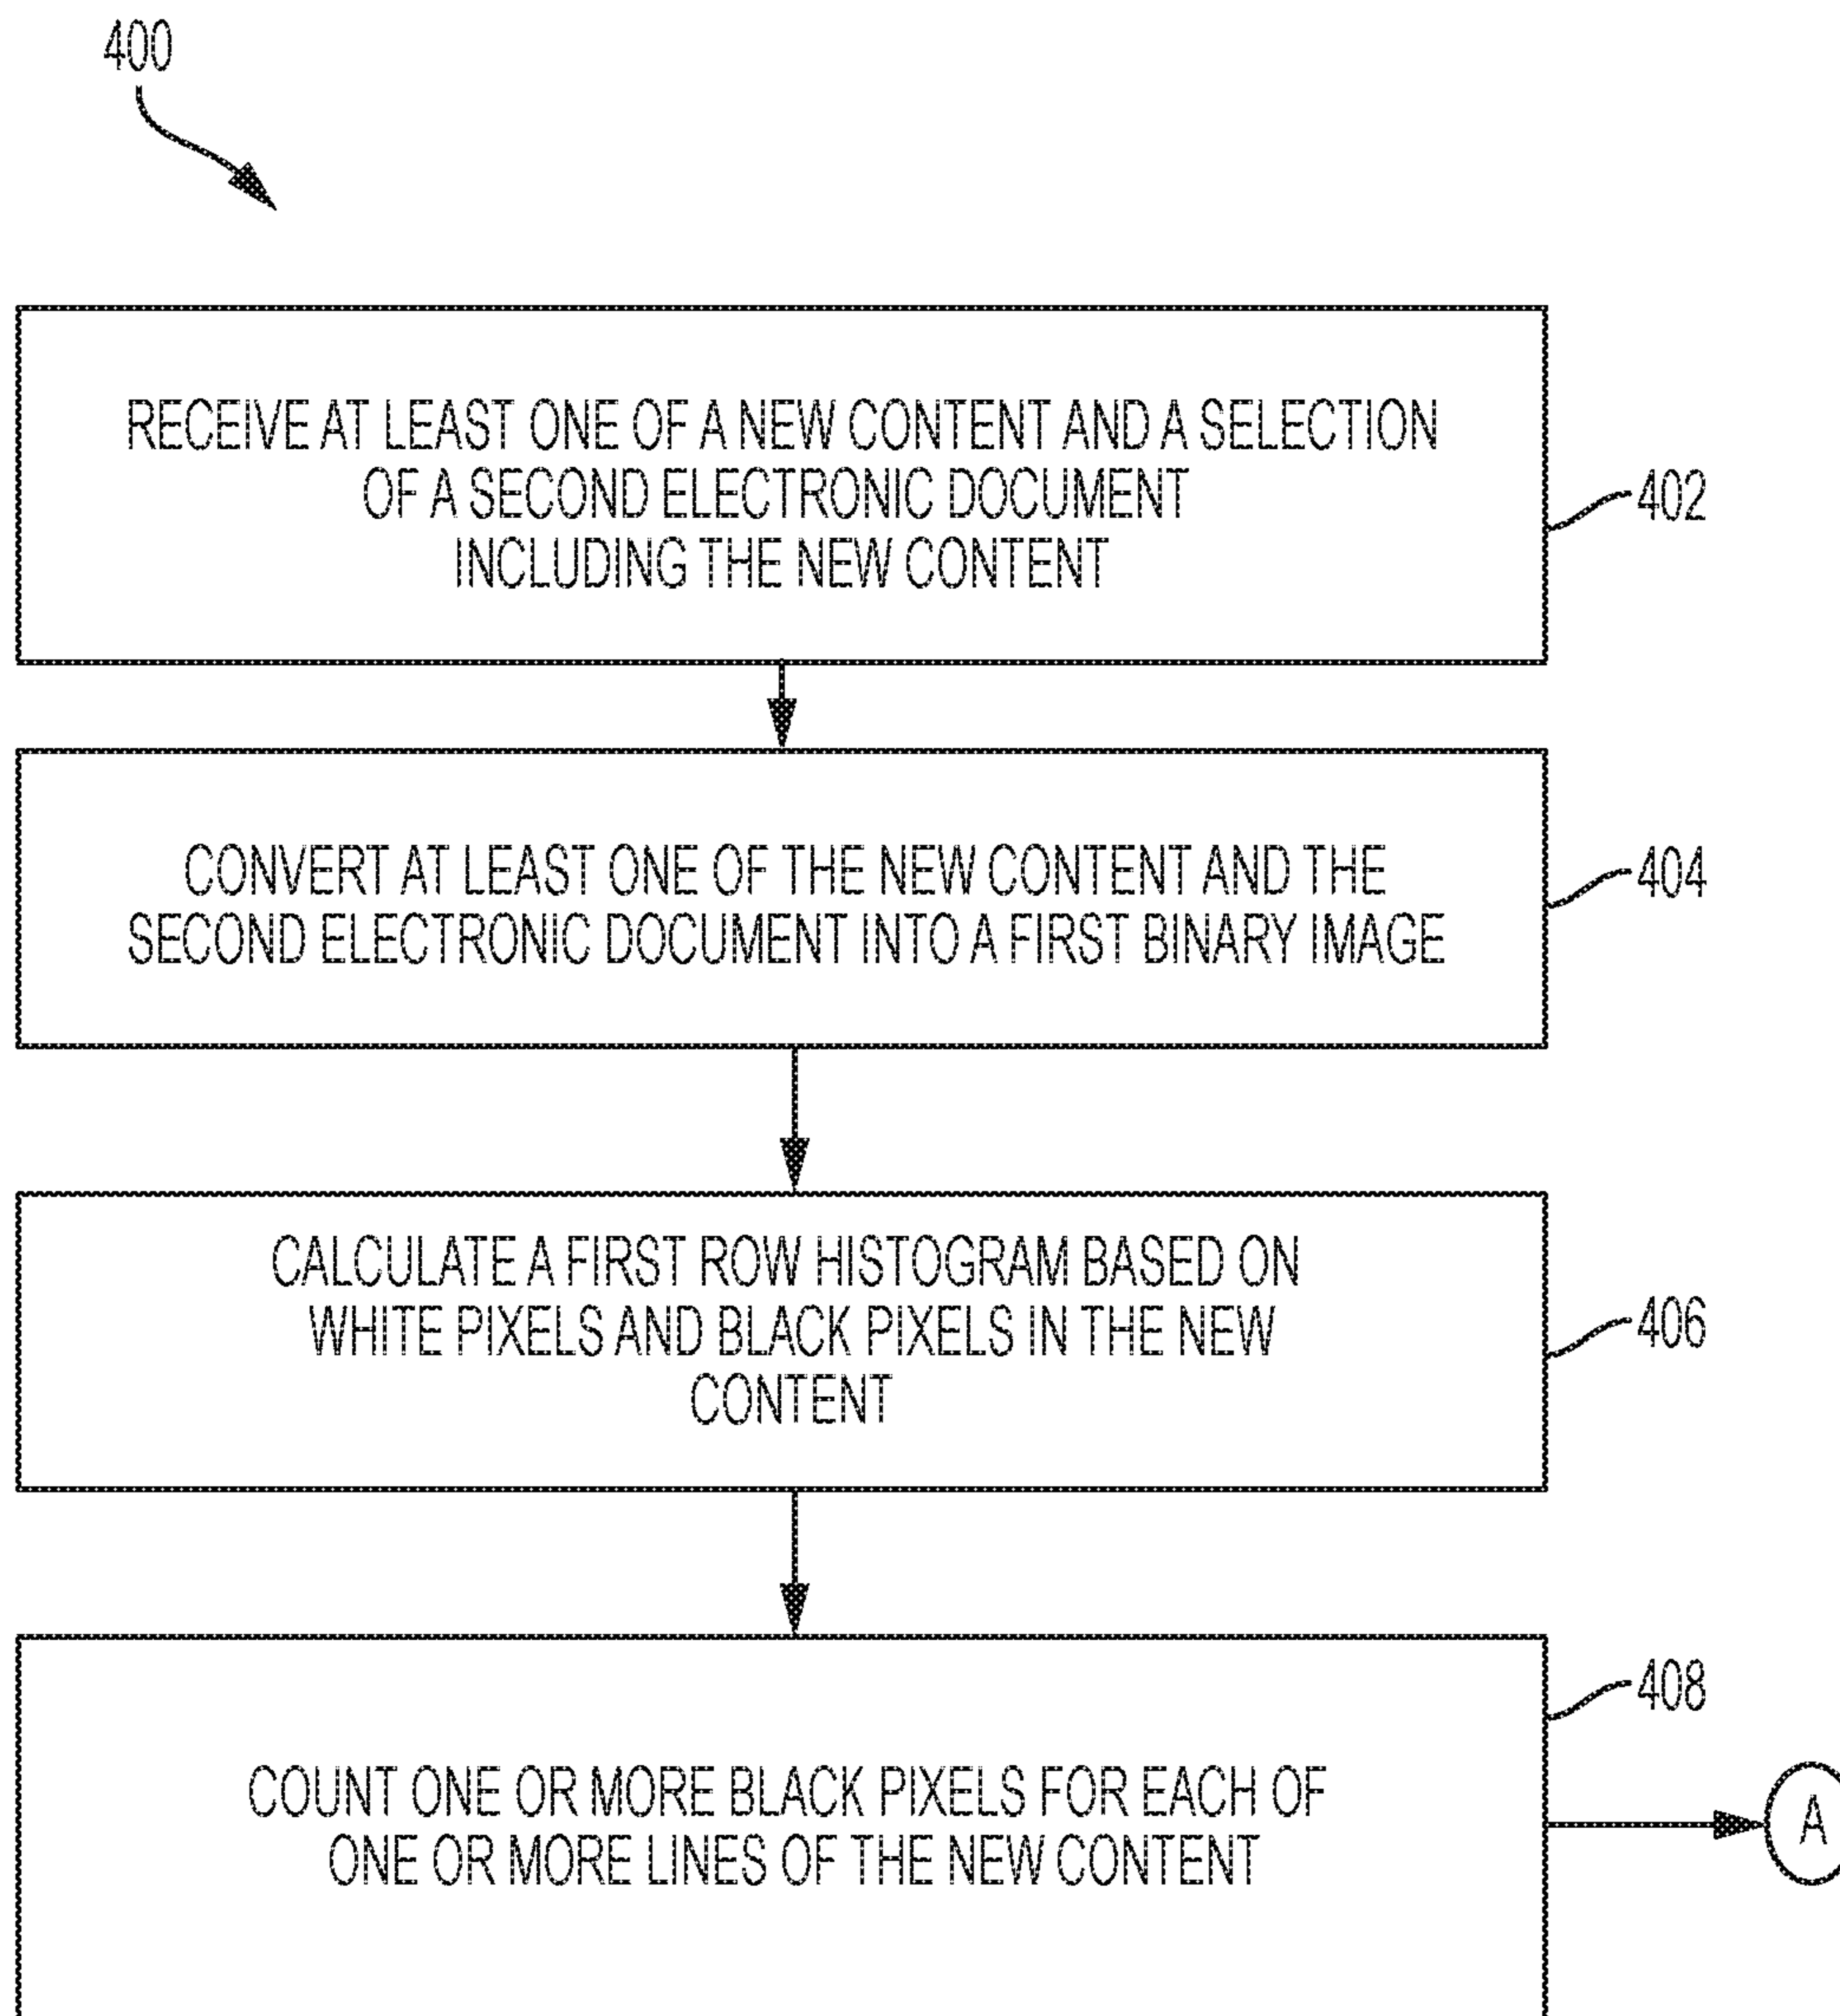 400
RECEIVE AT LEAST ONE OF A NEW CONTENT AND A SELECTION
OF A SECOND ELECTRONIC DOCUMENT
INCLUDING THE NEW CONTENT
402
CONVERT AT LEAST ONE OF THE NEW CONTENT AND THE
SECOND ELECTRONIC DOCUMENT INTO A FIRST BINARY IMAGE
404
CALCULATE A FIRST ROW HISTOGRAM BASED ON
WHITE PIXELS AND BLACK PIXELS IN THE NEW
CONTENT
406
COUNT ONE OR MORE BLACK PIXELS FOR EACH OF
ONE OR MORE LINES OF THE NEW CONTENT
408
A